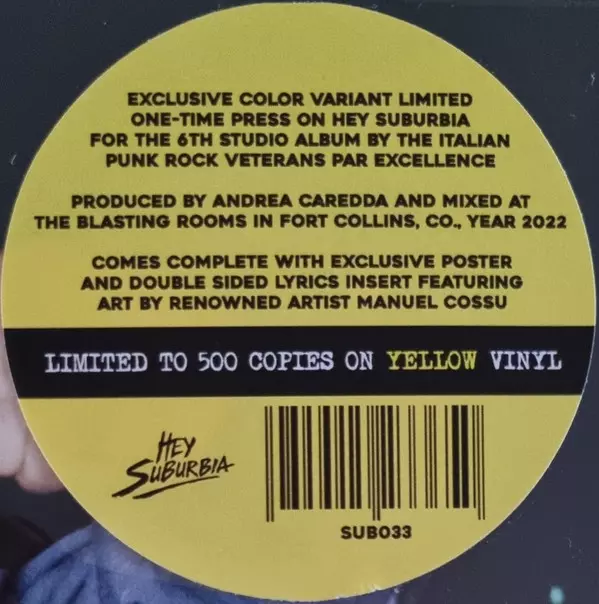 EXCLUSIVE COLOR VARIANT LIMITED
ONE-TIME PRESS ON HEY SUBURBIA
FOR THE 6TH STUDIO ALBUM BY THE ITALIAN
PUNK ROCK VETERANS PAR EXCELLENCE
PRODUCED BY ANDREA CAREDDA AND MIXED AT
THE BLASTING ROOMS IN FORT COLLINS, CO., YEAR 2022
COMES COMPLETE WITH EXCLUSIVE POSTER
AND DOUBLE SIDED LYRICS INSERT FEATURING
ART BY RENOWNED ARTIST MANUEL COSSU
LIMITED TO 500 COPIES ON YELLOW VINYL
HEY
SUBURBIA
SUB033